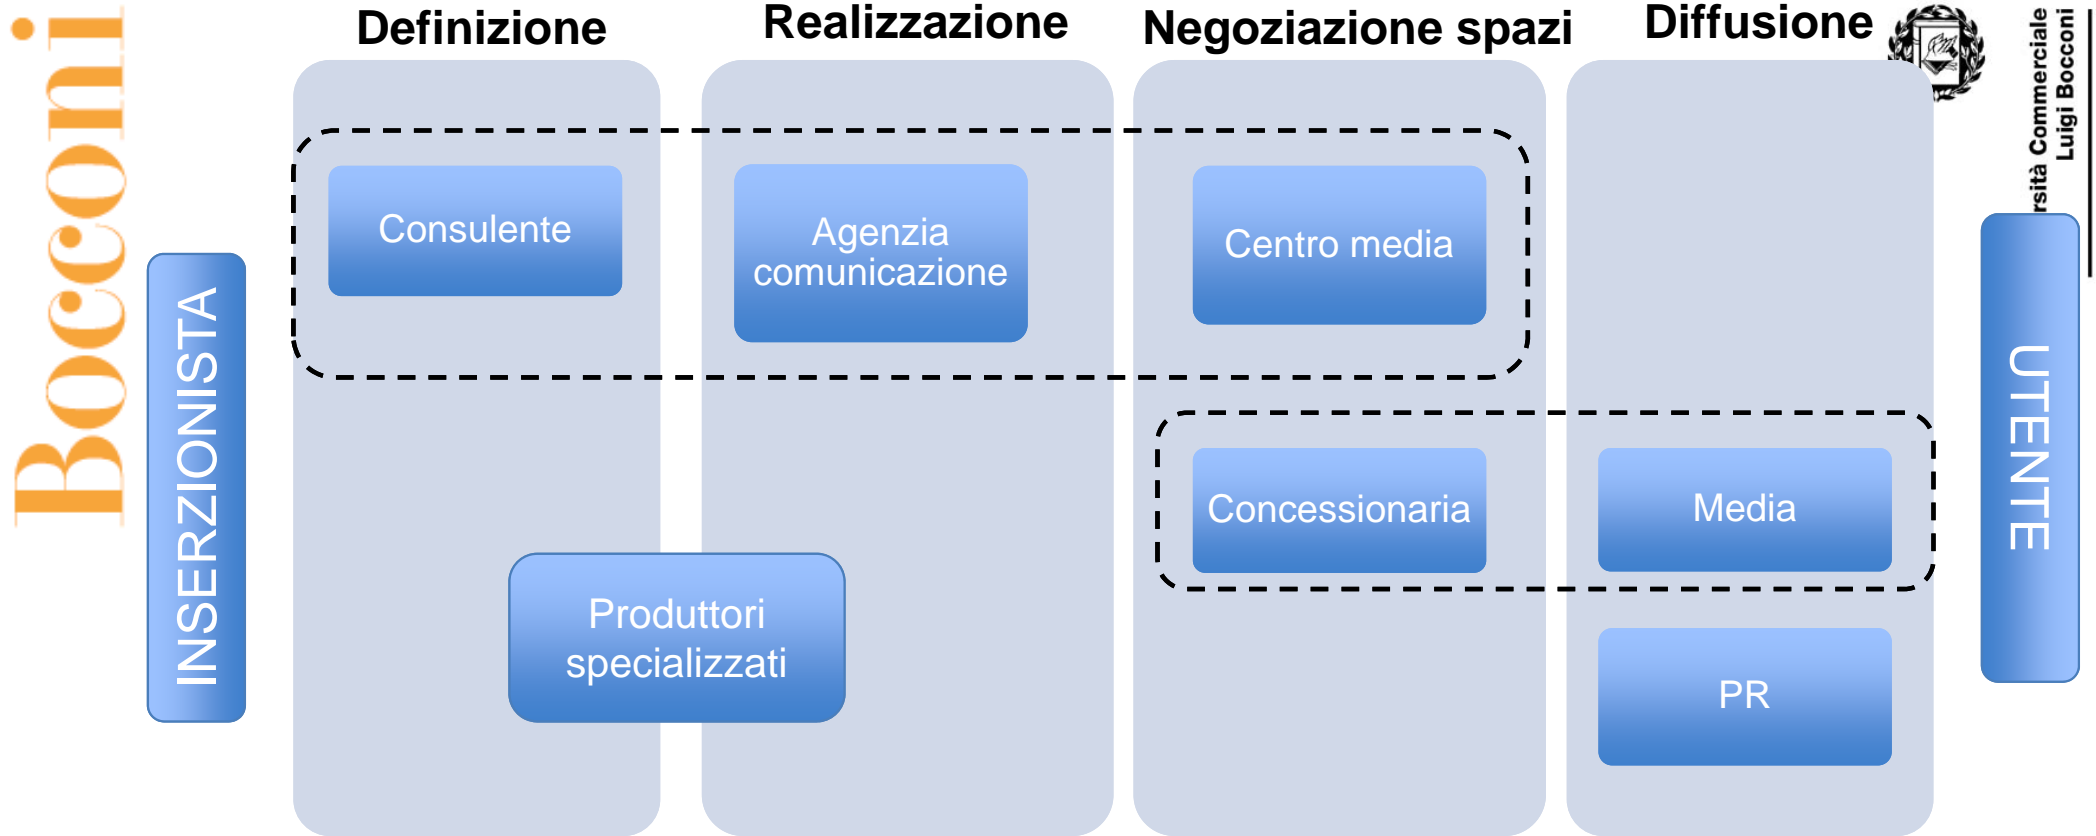 Bocconi
Definizione
Realizzazione
Negoziazione spazi
Diffusione
rsità Commerciale
Luigi Bocconi
INSERZIONISTA
Consulente
Agenzia
comunicazione
Centro media
UTENTE
Concessionaria
Media
Produttori
specializzati
PR